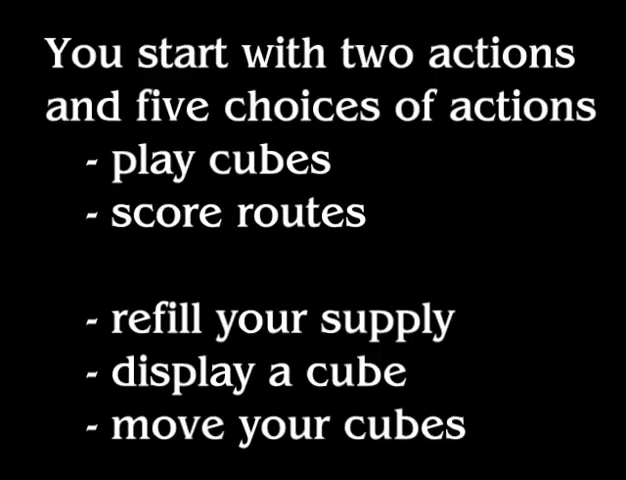 You start with two actions
and five choices of actions
- play cubes
- score routes
- refill your supply
- display a cube
- move your cubes